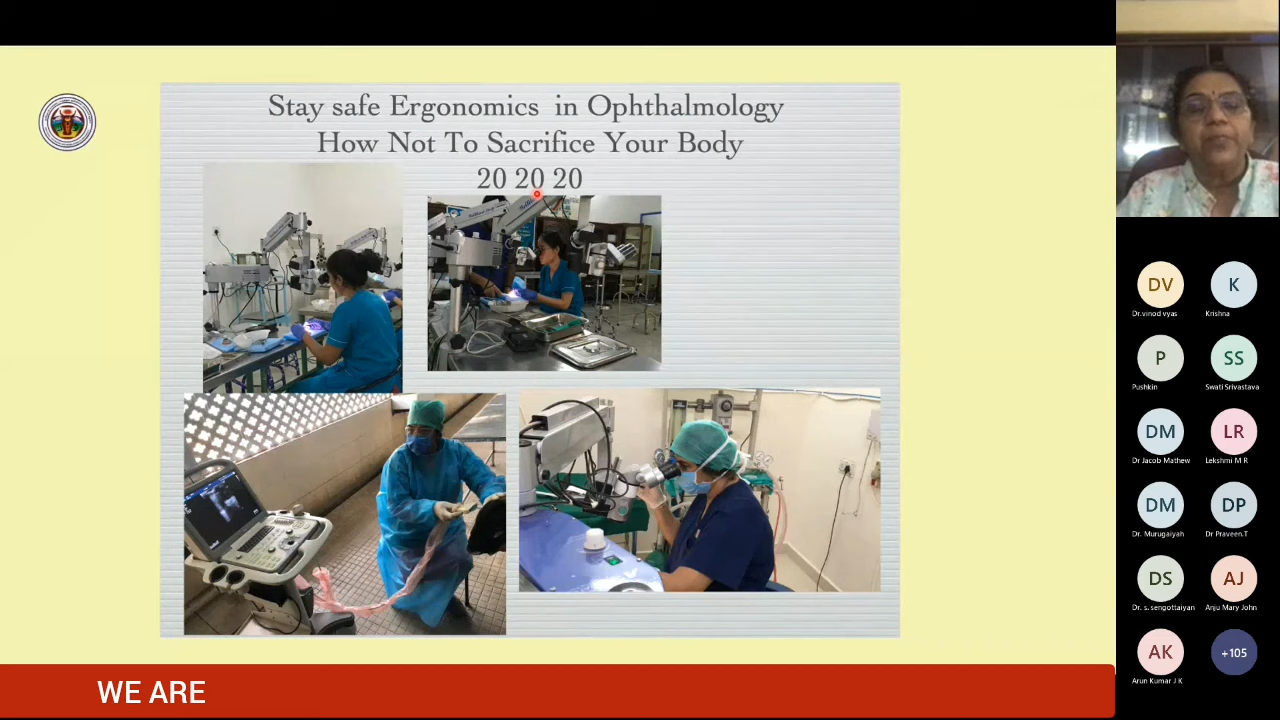 Stay safe Ergonomics in Ophthalmology
How Not To Sacrifice Your Body
20 20 20
DV
K
Dr.vinod vyas
Krishna
P
SS
Pushkin
Swati Srivastava
DM
LR
Dr Jacob Mathew
Lekshmi M R
DM
DP
Dr. Murugaiyah
Dr Praveen.T
DS
AJ
Dr. s. sengottaiyan
Anju Mary John
AK
+105
Arun Kumar J K
WE ARE